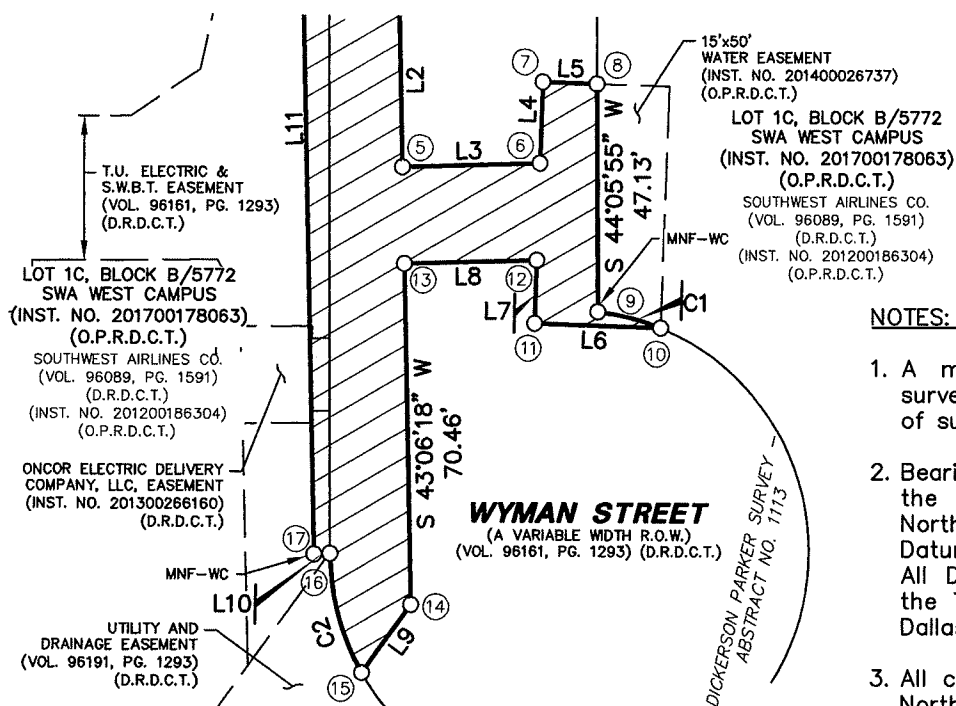 15'x50'
WATER EASEMENT
(INST. NO. 201400026737)
(O.P.R.D.C.T.)
LOT 1C, BLOCK B/5772
SWA WEST CAMPUS
(INST. NO. 201700178063)
(O.P.R.D.C.T.)
SOUTHWEST AIRLINES CO.
(VOL. 96089, PG. 1591)
(D.R.D.C.T.)
(INST. NO. 201200186304)
(O.P.R.D.C.T.)
L11
L2
L3
L4
L5
5
6
7
8
S 44°05'55" W
47.13'
MNF-WC
T.U. ELECTRIC &
S.W.B.T. EASEMENT
(VOL. 96161, PG. 1293)
(D.R.D.C.T.)
LOT 1C, BLOCK B/5772
SWA WEST CAMPUS
(INST. NO. 201700178063)
(O.P.R.D.C.T.)
SOUTHWEST AIRLINES CO.
(VOL. 96089, PG. 1591)
(D.R.D.C.T.)
(INST. NO. 201200186304)
(O.P.R.D.C.T.)
13
L8
12
L7
11
L6
9
C1
10
S 43°06'18" W
70.46'
ONCOR ELECTRIC DELIVERY
COMPANY, LLC, EASEMENT
(INST. NO. 201300266160)
(D.R.D.C.T.)
WYMAN STREET
(A VARIABLE WIDTH R.O.W.)
(VOL. 96161, PG. 1293) (D.R.D.C.T.)
DICKERSON PARKER SURVEY -
ABSTRACT NO. 1113
17
MNF-WC
16
L10
C2
L9
14
15
UTILITY AND
DRAINAGE EASEMENT
(VOL. 96191, PG. 1293)
(D.R.D.C.T.)
NOTES:
1. A m
surve
of su
2. Beari
the
North
Datur
All D
the T
Dallas
3. All c
North